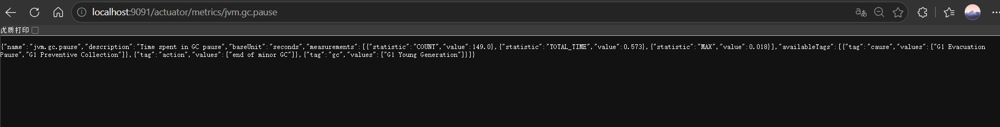 localhost:9091/actuator/metrics/jvm.gc.pause
优质打印
{"name":"jvm.gc.pause","description":"Time spent in GC pause","baseUnit":"seconds","measurements":[{"statistic":"COUNT","value":149.0},{"statistic":"TOTAL_TIME","value":0.573},{"statistic":"MAX","value":0.018}],"availableTags":[{"tag":"cause","values":["G1 Evacuation
Pause","G1 Preventive Collection"]},{"tag":"action","values":["end of minor GC"]},{"tag":"gc","values":["G1 Young Generation"]}]}